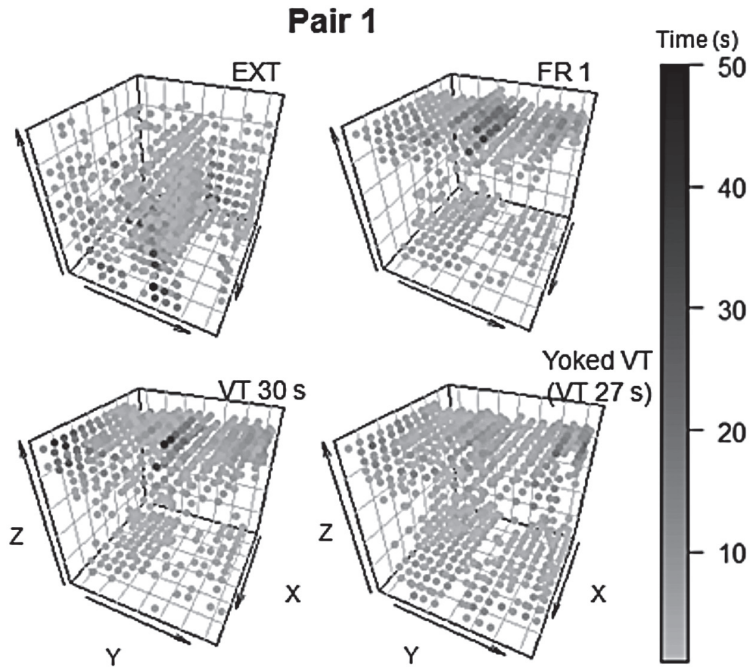 Pair 1
Time (s)
EXT
FR 1
50
40
30
20
10
VT 30 s
Yoked VT
(VT 27 s)
Z
X
Y
Z
X
Y